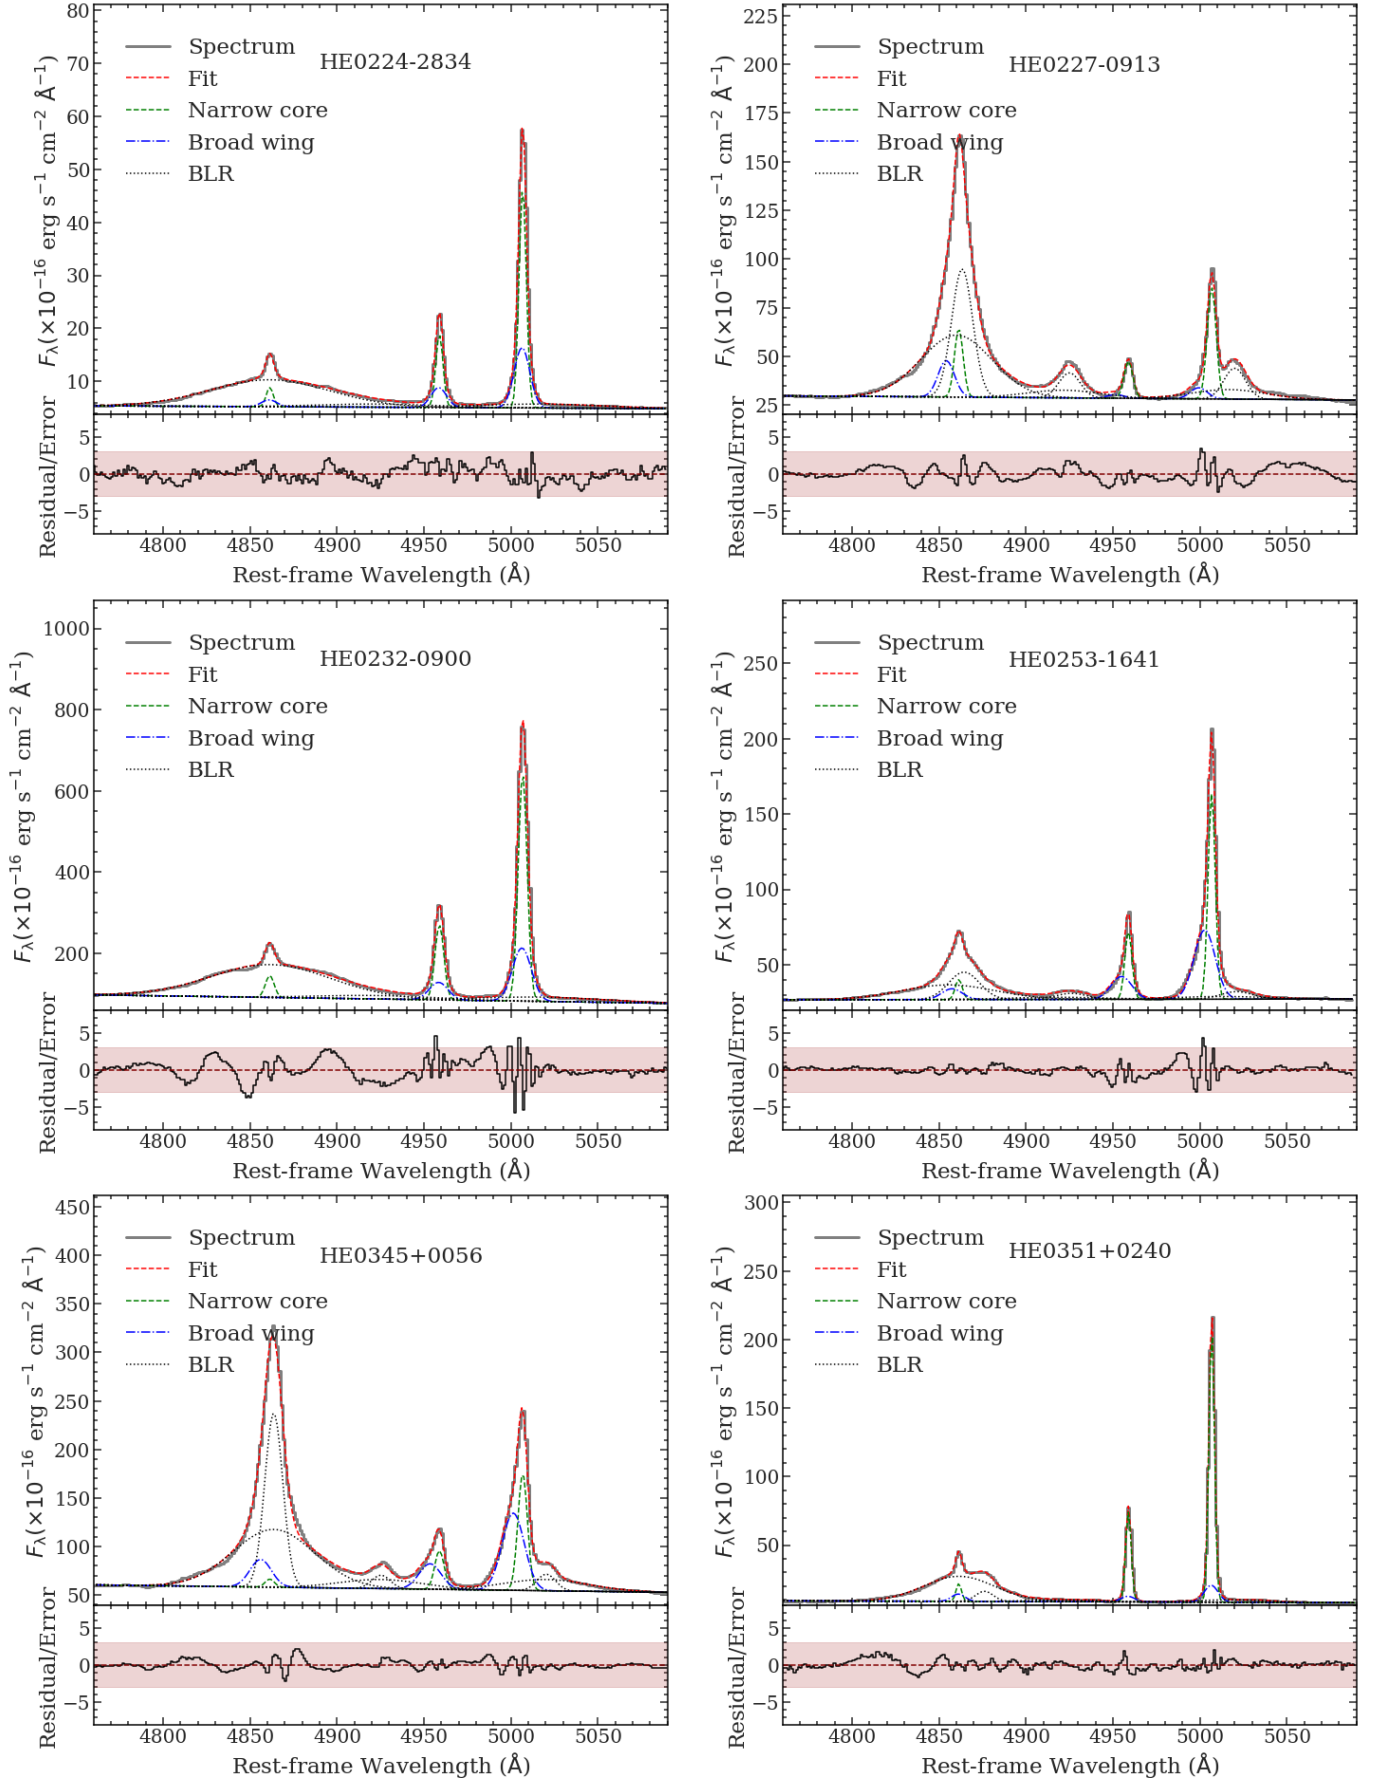 80
70
60
50
40
30
20
10
Fλ(×10−16 erg s−1 cm−2 Å−1)
Spectrum
Fit
Narrow core
Broad wing
BLR
HE0224-2834
5
0
−5
Residual/Error
4800 4850 4900 4950 5000 5050
Rest-frame Wavelength (Å)
225
200
175
150
125
100
75
50
25
Fλ(×10−16 erg s−1 cm−2 Å−1)
Spectrum
Fit
Narrow core
Broad wing
BLR
HE0227-0913
5
0
−5
Residual/Error
4800 4850 4900 4950 5000 5050
Rest-frame Wavelength (Å)
1000
800
600
400
200
Fλ(×10−16 erg s−1 cm−2 Å−1)
Spectrum
Fit
Narrow core
Broad wing
BLR
HE0232-0900
5
0
−5
Residual/Error
4800 4850 4900 4950 5000 5050
Rest-frame Wavelength (Å)
250
200
150
100
50
Fλ(×10−16 erg s−1 cm−2 Å−1)
Spectrum
Fit
Narrow core
Broad wing
BLR
HE0253-1641
5
0
−5
Residual/Error
4800 4850 4900 4950 5000 5050
Rest-frame Wavelength (Å)
450
400
350
300
250
200
150
100
50
Fλ(×10−16 erg s−1 cm−2 Å−1)
Spectrum
Fit
Narrow core
Broad wing
BLR
HE0345+0056
5
0
−5
Residual/Error
4800 4850 4900 4950 5000 5050
Rest-frame Wavelength (Å)
300
250
200
150
100
50
Fλ(×10−16 erg s−1 cm−2 Å−1)
Spectrum
Fit
Narrow core
Broad wing
BLR
HE0351+0240
5
0
−5
Residual/Error
4800 4850 4900 4950 5000 5050
Rest-frame Wavelength (Å)